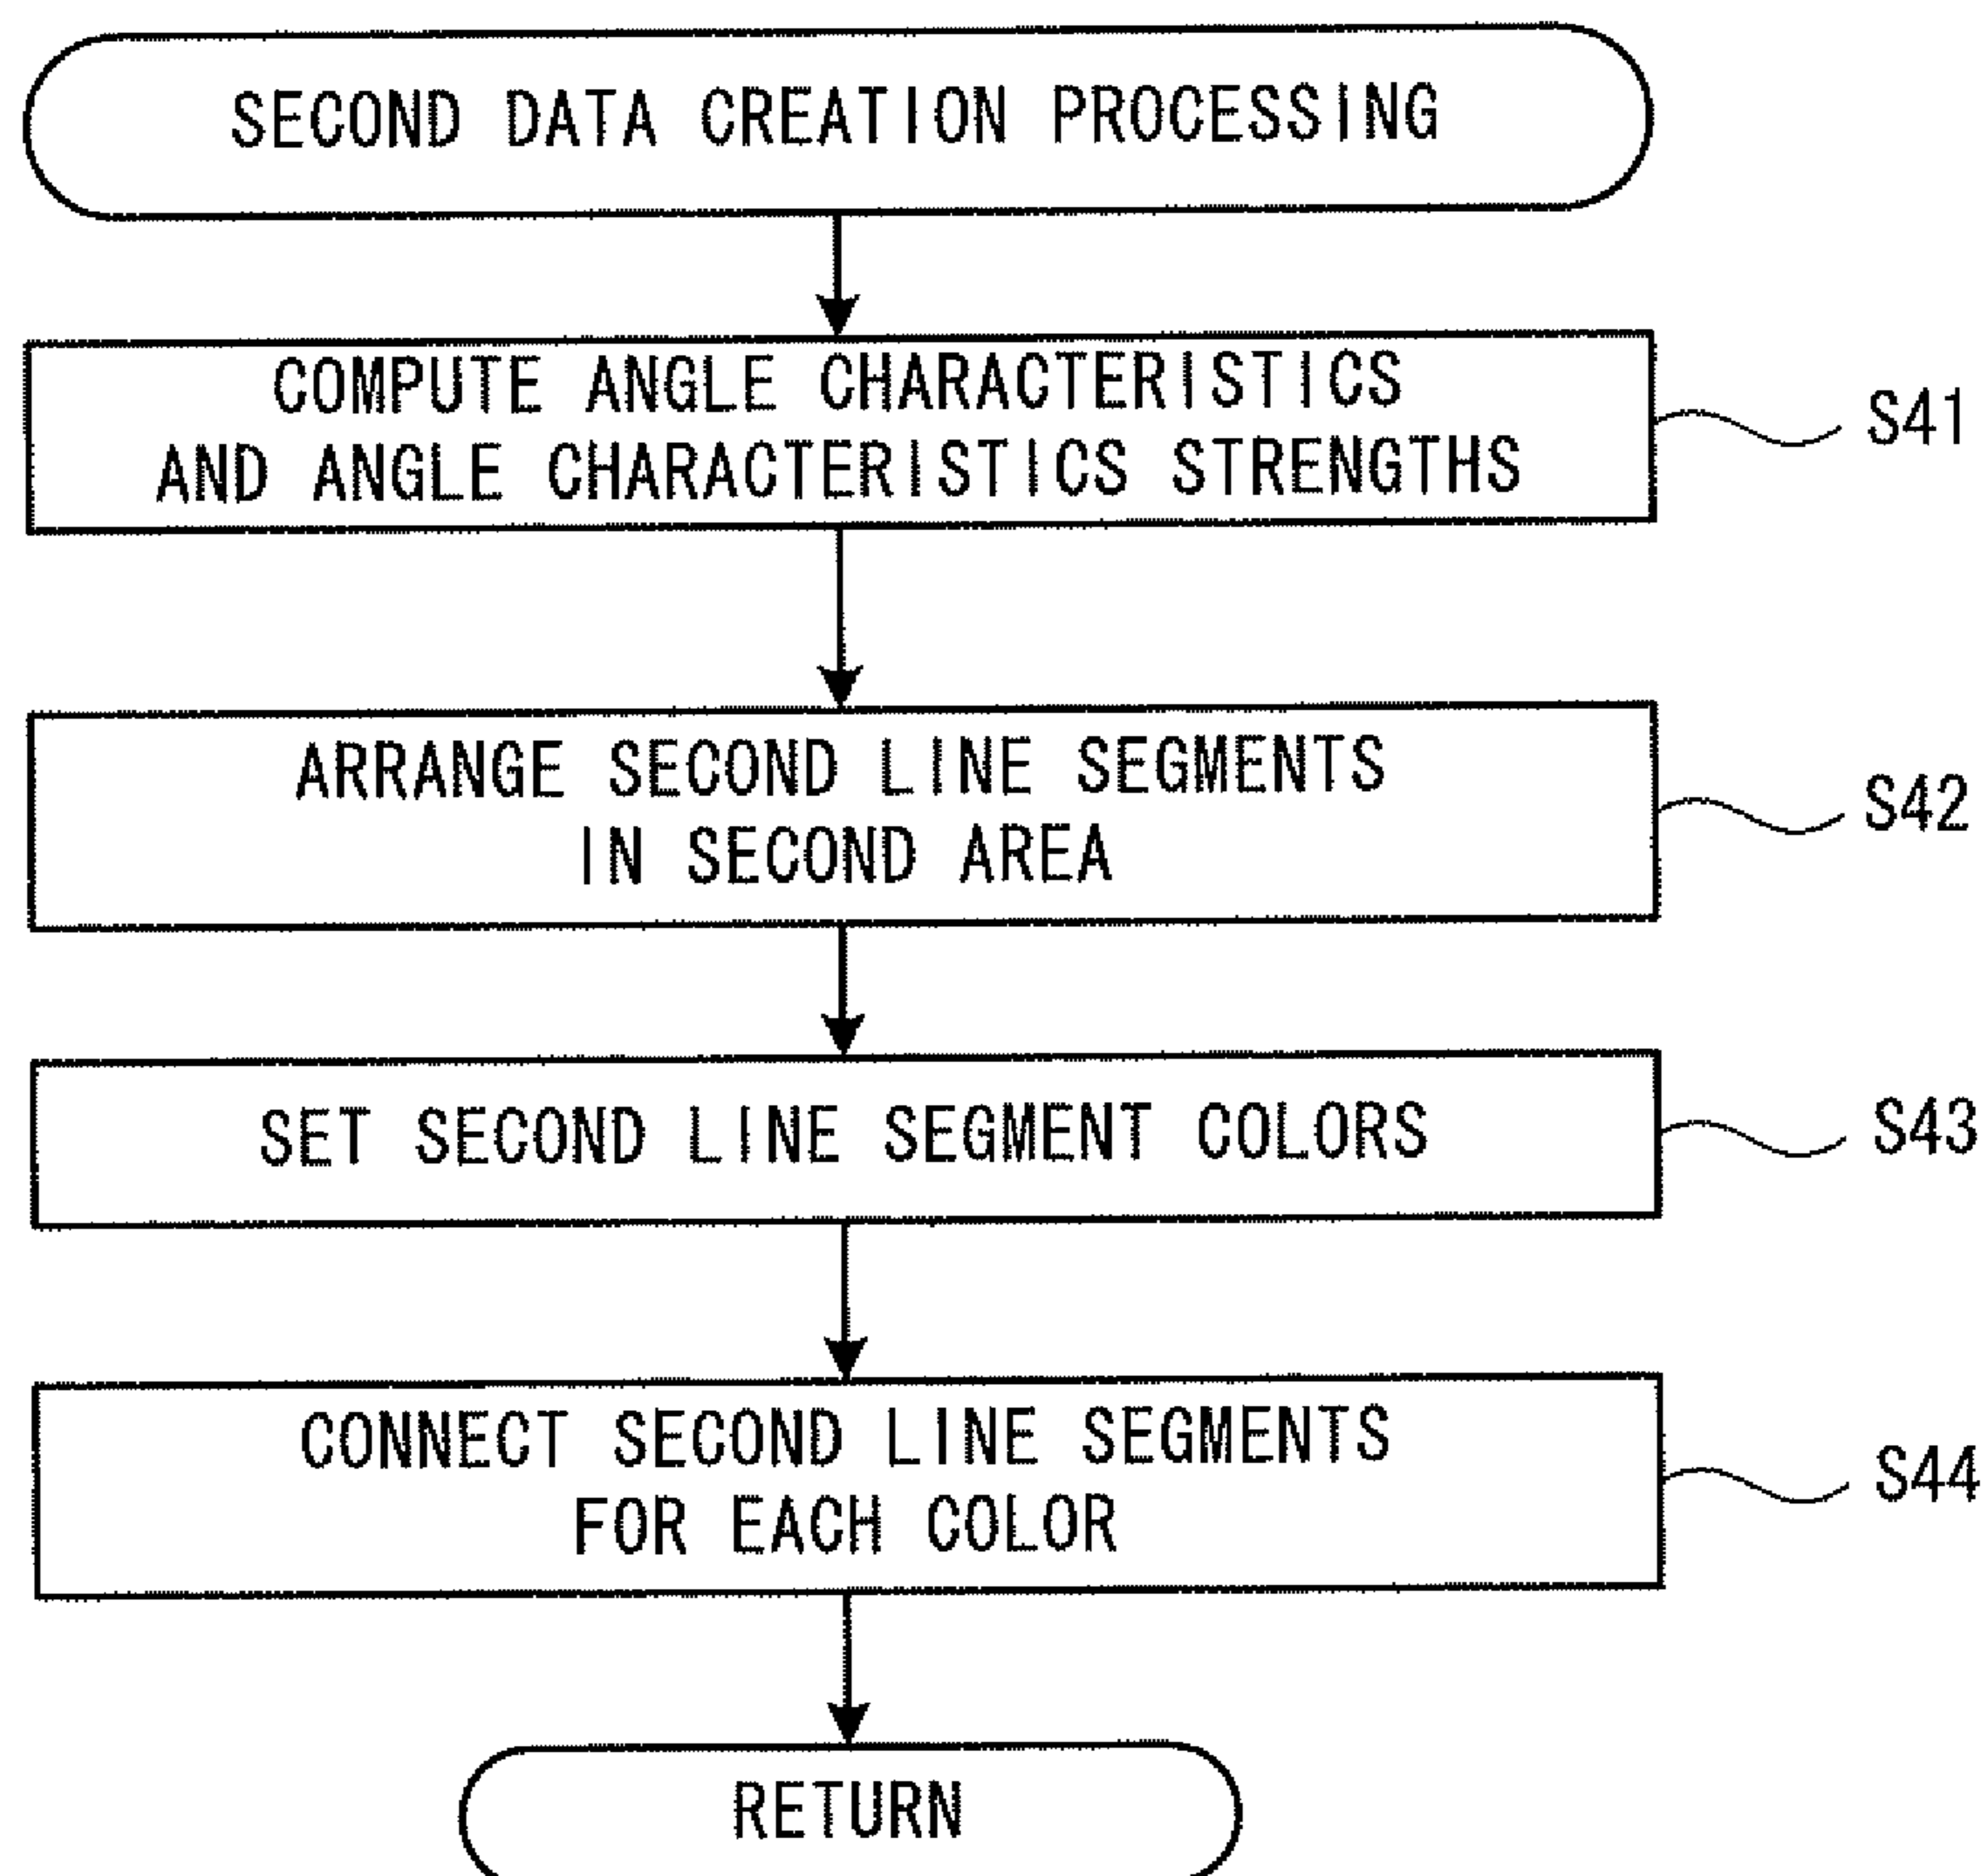 SECOND DATA CREATION PROCESSING
COMPUTE ANGLE CHARACTERISTICS
AND ANGLE CHARACTERISTICS STRENGTHS
S41
ARRANGE SECOND LINE SEGMENTS
IN SECOND AREA
S42
SET SECOND LINE SEGMENT COLORS
S43
CONNECT SECOND LINE SEGMENTS
FOR EACH COLOR
S44
RETURN